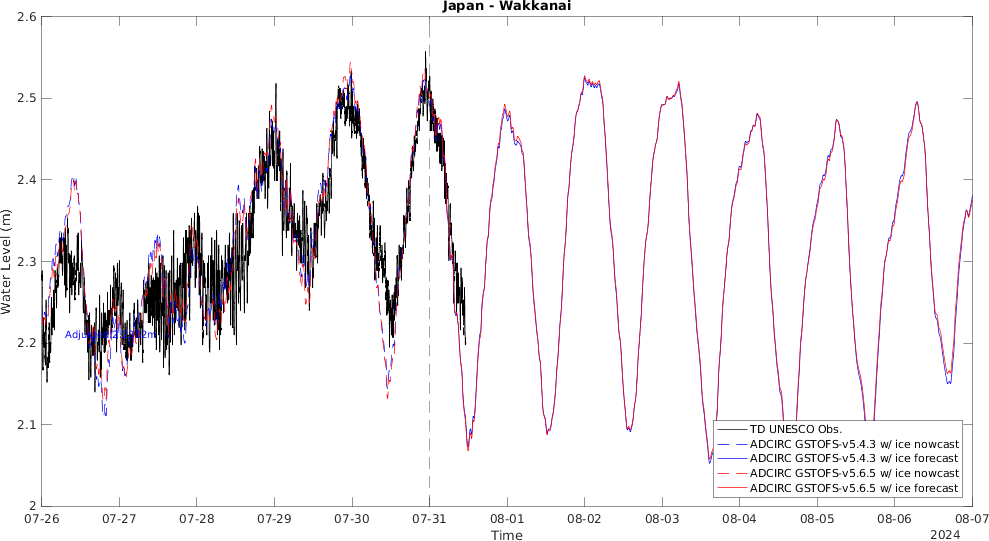 Japan - Wakkanai
2.6
2.5
2.4
2.3
2.2
2.1
2
Water Level (m)
TD UNESCO Obs.
ADCIRC GSTOFS-v5.4.3 w/ ice nowcast
ADCIRC GSTOFS-v5.4.3 w/ ice forecast
ADCIRC GSTOFS-v5.6.5 w/ ice nowcast
ADCIRC GSTOFS-v5.6.5 w/ ice forecast
07-26
07-27
07-28
07-29
07-30
07-31
08-01
08-02
08-03
08-04
08-05
08-06
08-07
Time
2024